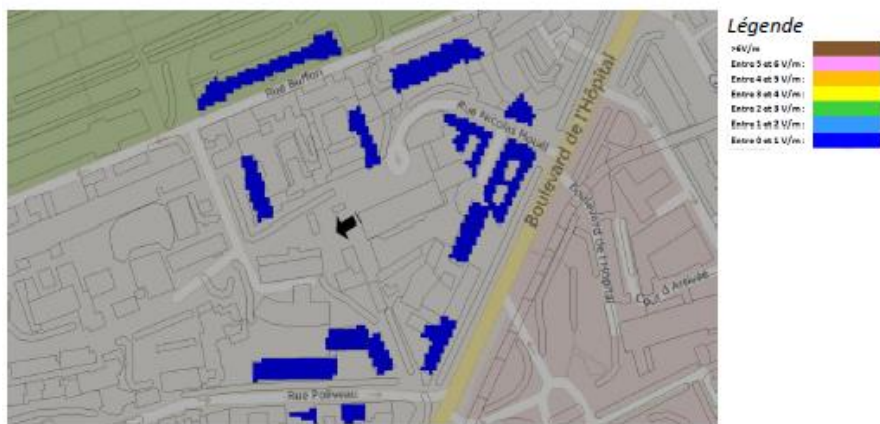 Légende
>6V/m
Entre 5 et 6 V/m :
Entre 4 et 5 V/m :
Entre 3 et 4 V/m :
Entre 2 et 3 V/m :
Entre 1 et 2 V/m :
Entre 0 et 1 V/m :
Rue Buffon
Rue Nicolas Houël
Boulevard de l'Hôpital
Boulevard de l'Hôpital
Cour d'Arrivée
Rue Poliveau